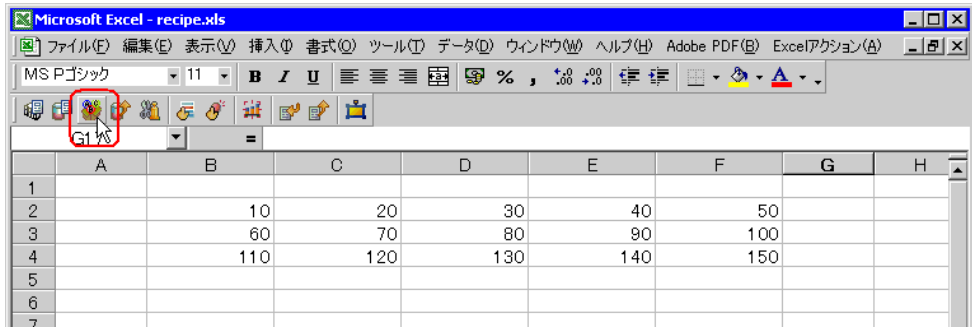 Microsoft Excel - recipe.xls
ファイル(F) 編集(E) 表示(V) 挿入(I) 書式(O) ツール(T) データ(D) ウィンドウ(W) ヘルプ(H) Adobe PDF(B) Excelアクション(A)
MS Pゴシック 11 B I U % ,
=
A B C D E F G H
1
2 10 20 30 40 50
3 60 70 80 90 100
4 110 120 130 140 150
5
6
7